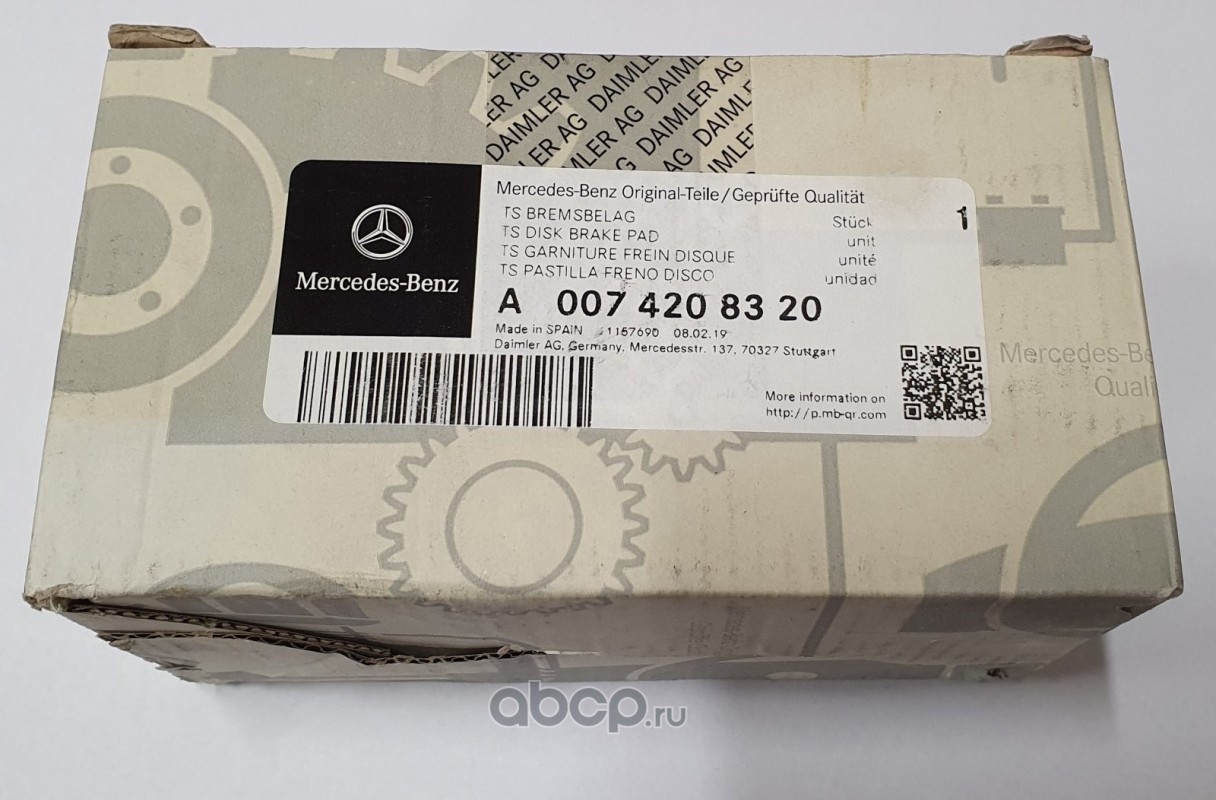 DAIMLER AG DAIMLER AG
DAIMLER AG
Mercedes-Benz
Mercedes-Benz Original-Teile/Geprüfte Qualität
TS BREMSBELAG Stück 1
TS DISK BRAKE PAD unit
TS GARNITURE FREIN DISQUE unité
TS PASTILLA FRENO DISCO unidad
A 007 420 83 20
Made in SPAIN 1157690 08.02.19
Daimler AG, Germany, Mercedesstr. 137, 70327 Stuttgart
More information on
http://p.mb-qr.com
Mercedes-Be
Quali
abcp.ru